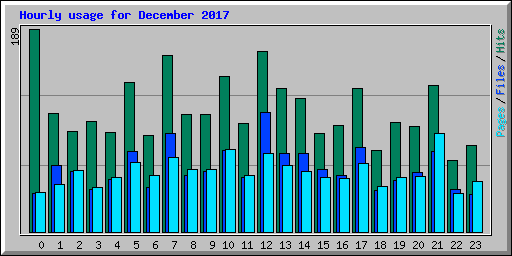 Hourly usage for December 2017
189
Pages/Files/Hits
0 1 2 3 4 5 6 7 8 9 10 11 12 13 14 15 16 17 18 19 20 21 22 23